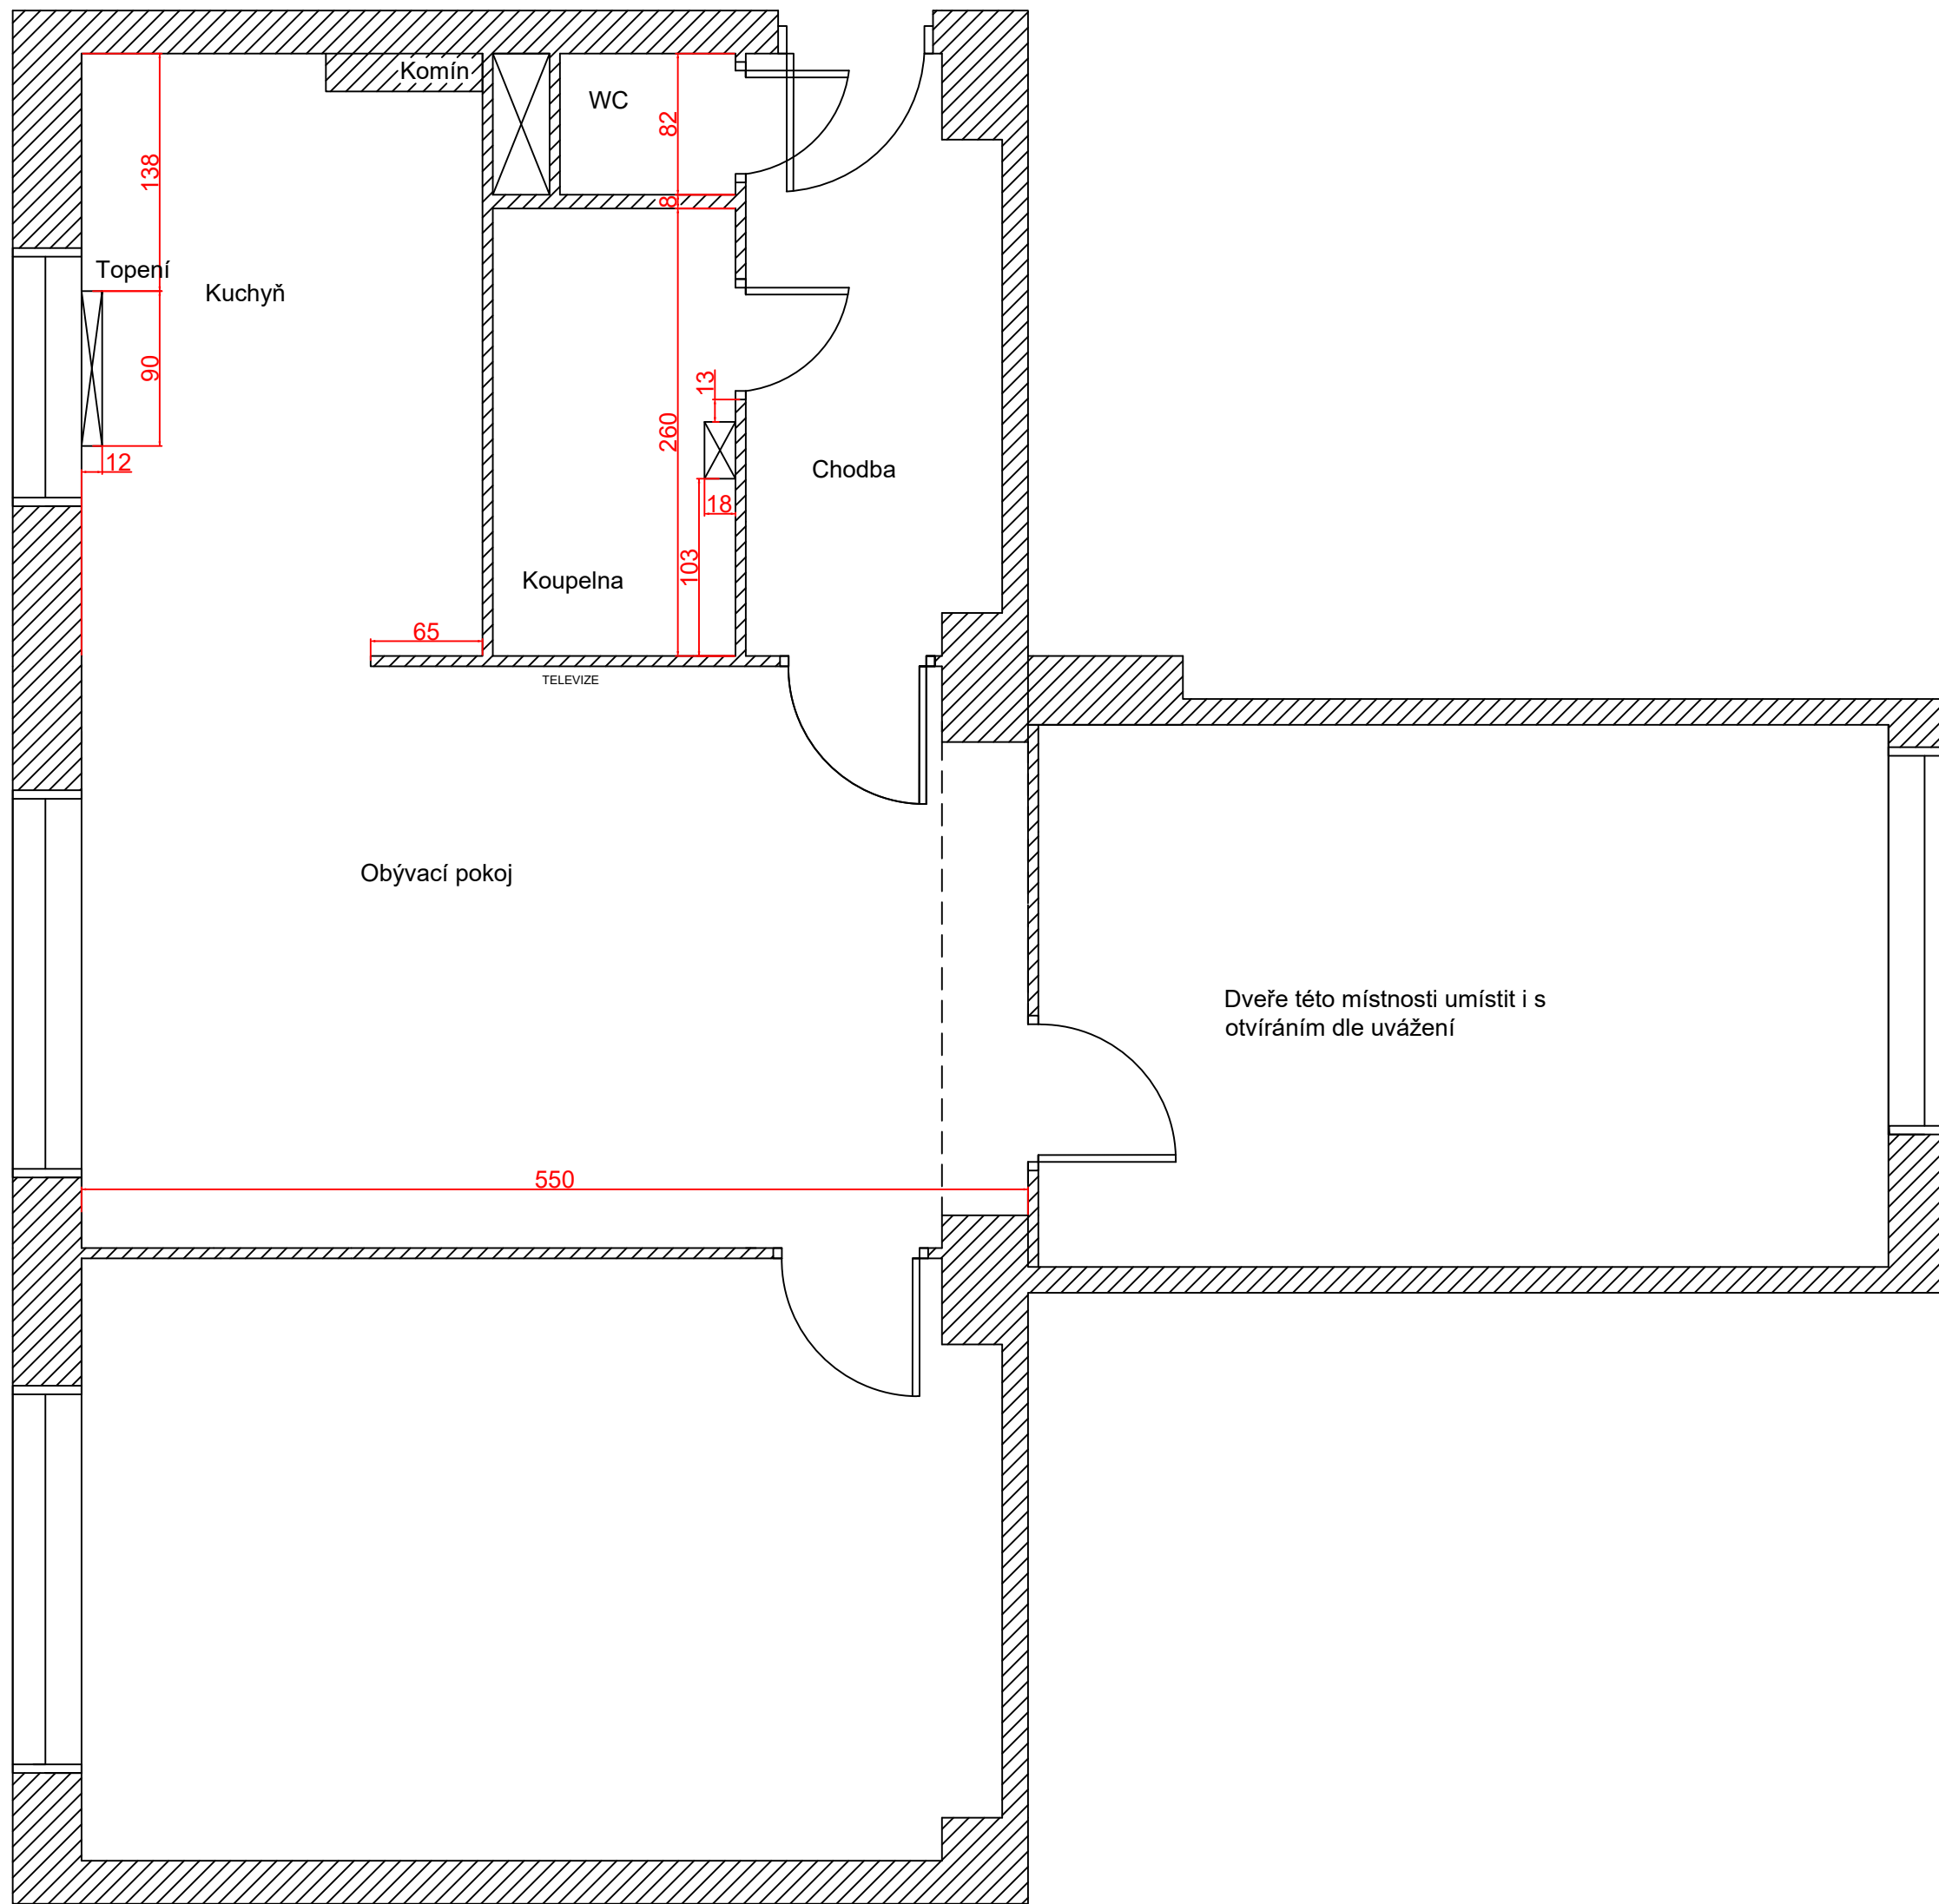 Komín
WC
82
138
8
Topení
Kuchyň
90
13
260
12
Chodba
18
103
Koupelna
65
TELEVIZE
Obývací pokoj
Dveře této místnosti umístit i s
otvíráním dle uvážení
550